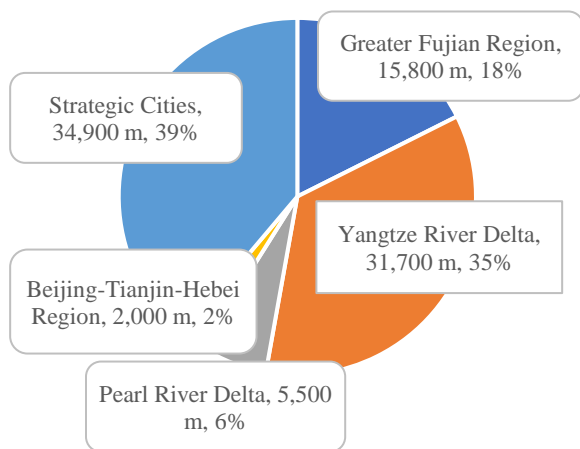 Greater Fujian Region,
15,800 m, 18%
Strategic Cities,
34,900 m, 39%
Yangtze River Delta,
31,700 m, 35%
Beijing-Tianjin-Hebei
Region, 2,000 m, 2%
Pearl River Delta, 5,500
m, 6%